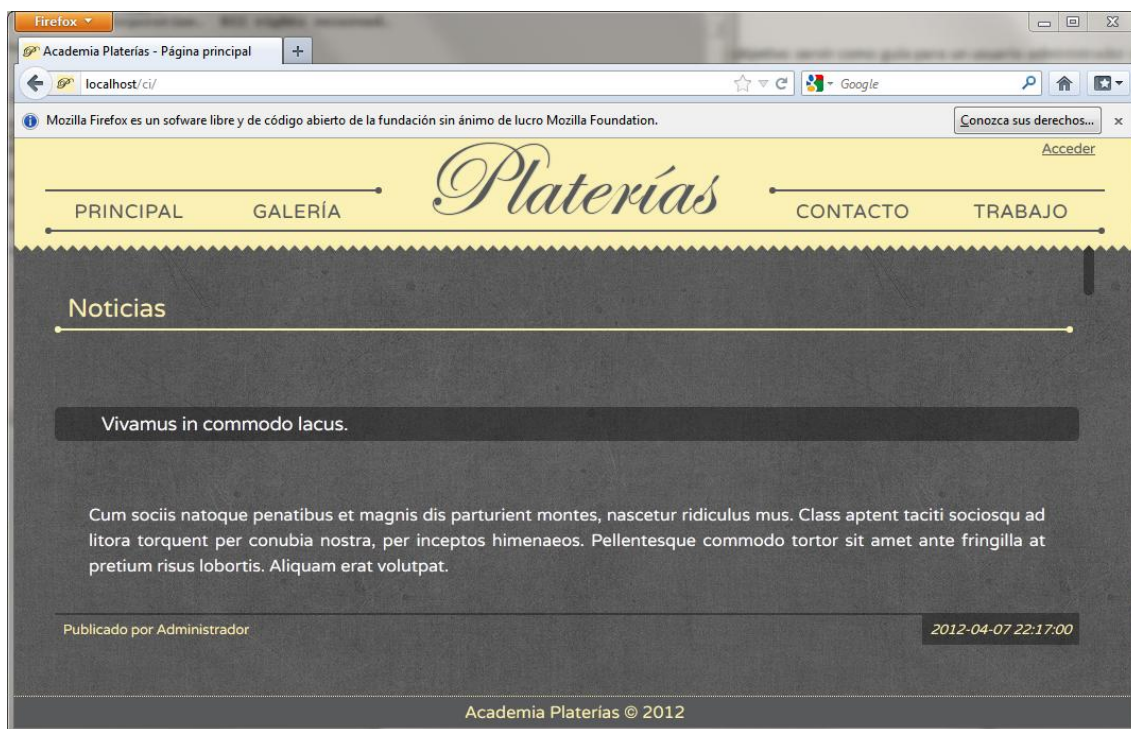 Firefox
Academia Platerías - Página principal
localhost/ci/
Google
Mozilla Firefox es un sofware libre y de código abierto de la fundación sin ánimo de lucro Mozilla Foundation.
Conozca sus derechos...
Acceder
PRINCIPAL
GALERÍA
Platerías
CONTACTO
TRABAJO
Noticias
Vivamus in commodo lacus.
Cum sociis natoque penatibus et magnis dis parturient montes, nascetur ridiculus mus. Class aptent taciti sociosqu ad
litora torquent per conubia nostra, per inceptos himenaeos. Pellentesque commodo tortor sit amet ante fringilla at
pretium risus lobortis. Aliquam erat volutpat.
Publicado por Administrador
2012-04-07 22:17:00
Academia Platerías © 2012